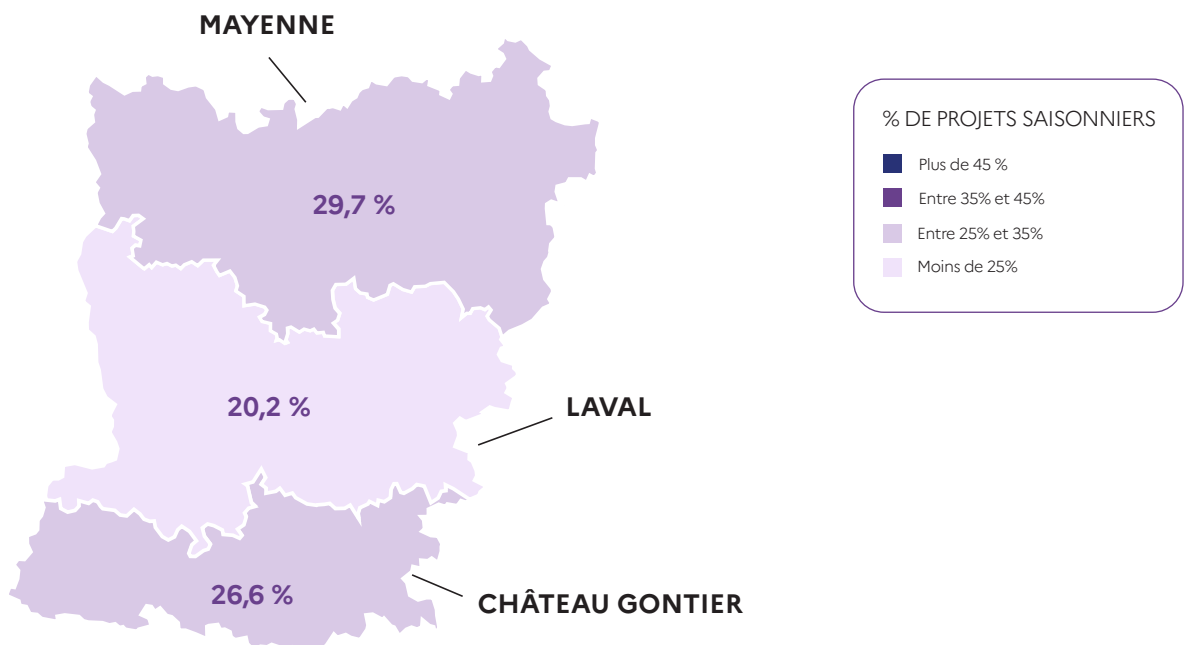 MAYENNE
% DE PROJETS SAISONNIERS
Plus de 45 %
Entre 35% et 45%
Entre 25% et 35%
Moins de 25%
29,7 %
20,2 %
LAVAL
26,6 %
CHÂTEAU GONTIER